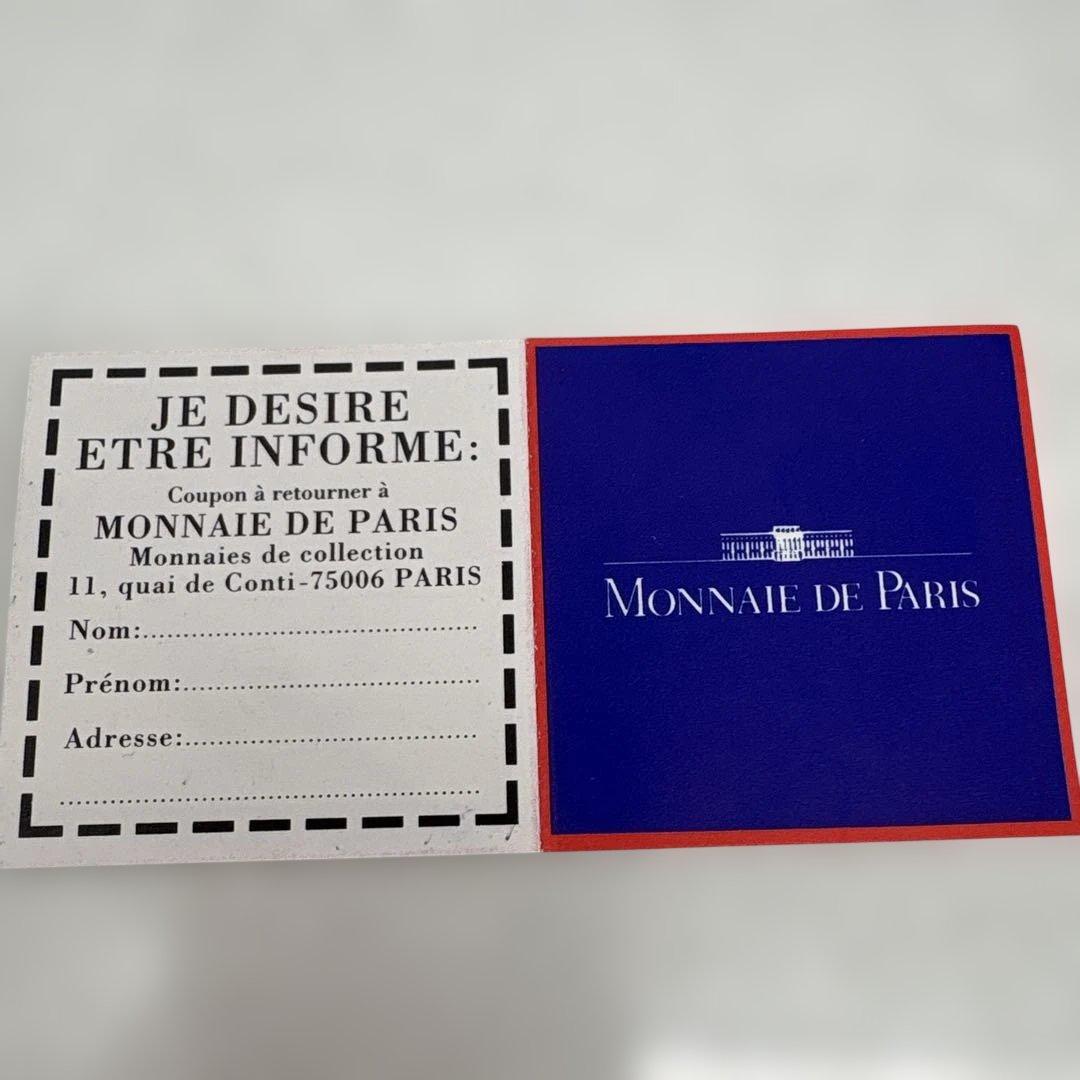 JE DESIRE
ETRE INFORME:
Coupon à retourner à
MONNAIE DE PARIS
Monnaies de collection
11, quai de Conti-75006 PARIS
Nom:
Prénom:
Adresse:
MONNAIE DE PARIS